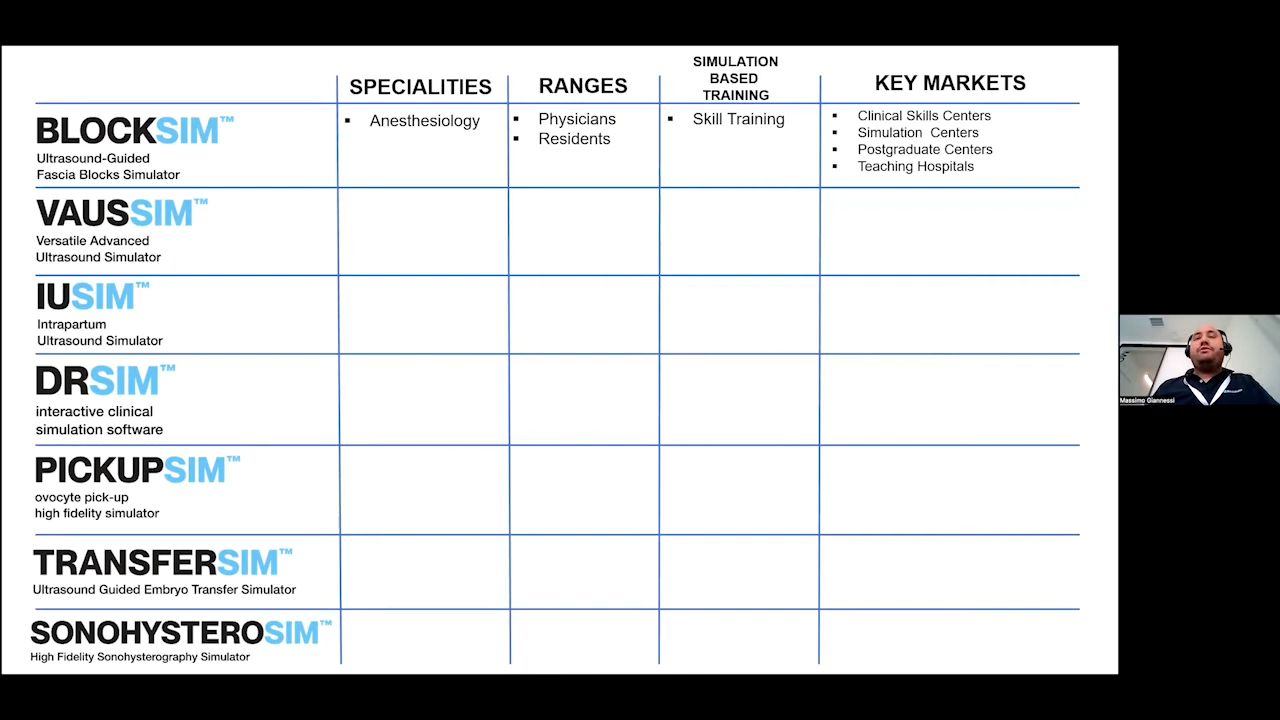 SPECIALITIES
RANGES
SIMULATION
BASED
TRAINING
KEY MARKETS
BLOCKSIM™
Ultrasound-Guided
Fascia Blocks Simulator
▪ Anesthesiology
▪ Physicians
▪ Residents
▪ Skill Training
▪ Clinical Skills Centers
▪ Simulation Centers
▪ Postgraduate Centers
▪ Teaching Hospitals
VAUSSIM™
Versatile Advanced
Ultrasound Simulator
IUSIM™
Intrapartum
Ultrasound Simulator
DRSIM™
interactive clinical
simulation software
PICKUPSIM™
ovocyte pick-up
high fidelity simulator
TRANSFERSIM™
Ultrasound Guided Embryo Transfer Simulator
SONOHYSTEROSIM™
High Fidelity Sonohysterography Simulator
Massimo Giannessi